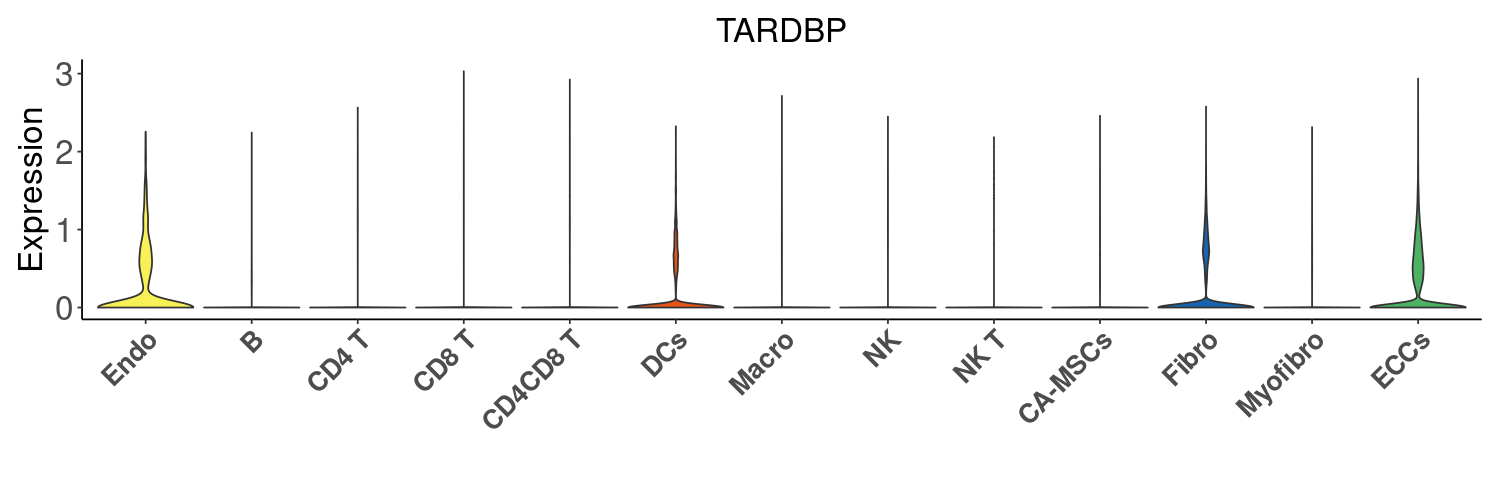 TARDBP
Expression
3
2
1
0
Endo
B
CD4 T
CD8 T
CD4CD8 T
DCs
Macro
NK
NK T
CA-MSCs
Fibro
Myofibro
ECCs